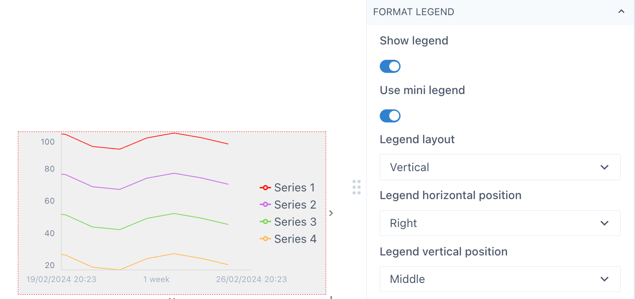 FORMAT LEGEND
Show legend
Use mini legend
Legend layout
Vertical
Legend horizontal position
Right
Legend vertical position
Middle
100
80
60
40
20
19/02/2024 20:23
1 week
26/02/2024 20:23
Series 1
Series 2
Series 3
Series 4